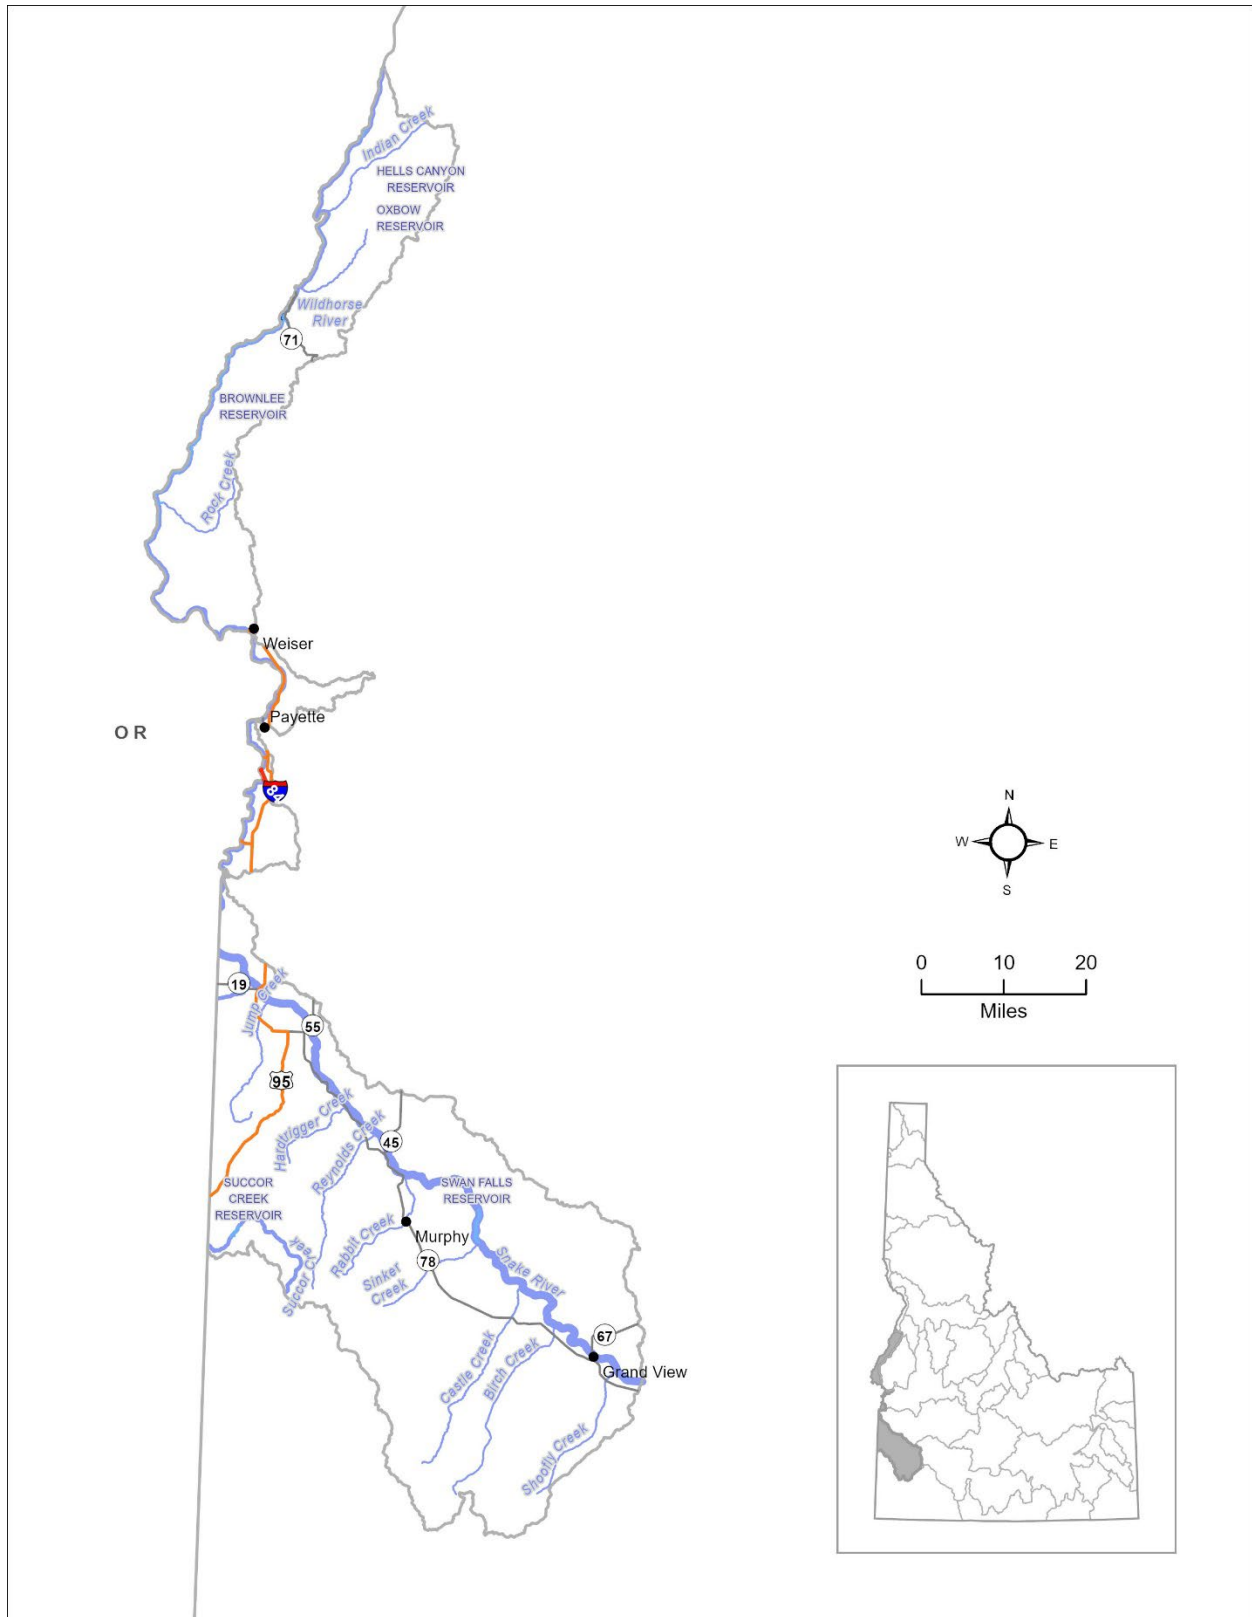 Indian Creek
HELLS CANYON
RESERVOIR
OXBOW
RESERVOIR
Wildhorse
River
71
BROWNLEE
RESERVOIR
Rock Creek
Weiser
OR
Payette
84
N
W
E
S
0 10 20
Miles
19
Jump Creek
55
95
Hardtrigger Creek
Reynolds Creek
45
SUCCOR
CREEK
RESERVOIR
SWAN FALLS
RESERVOIR
Succor Creek
Rabbit Creek
Murphy
78
Sinker
Creek
Snake River
67
Grand View
Castle Creek
Birch Creek
Shoofly Creek